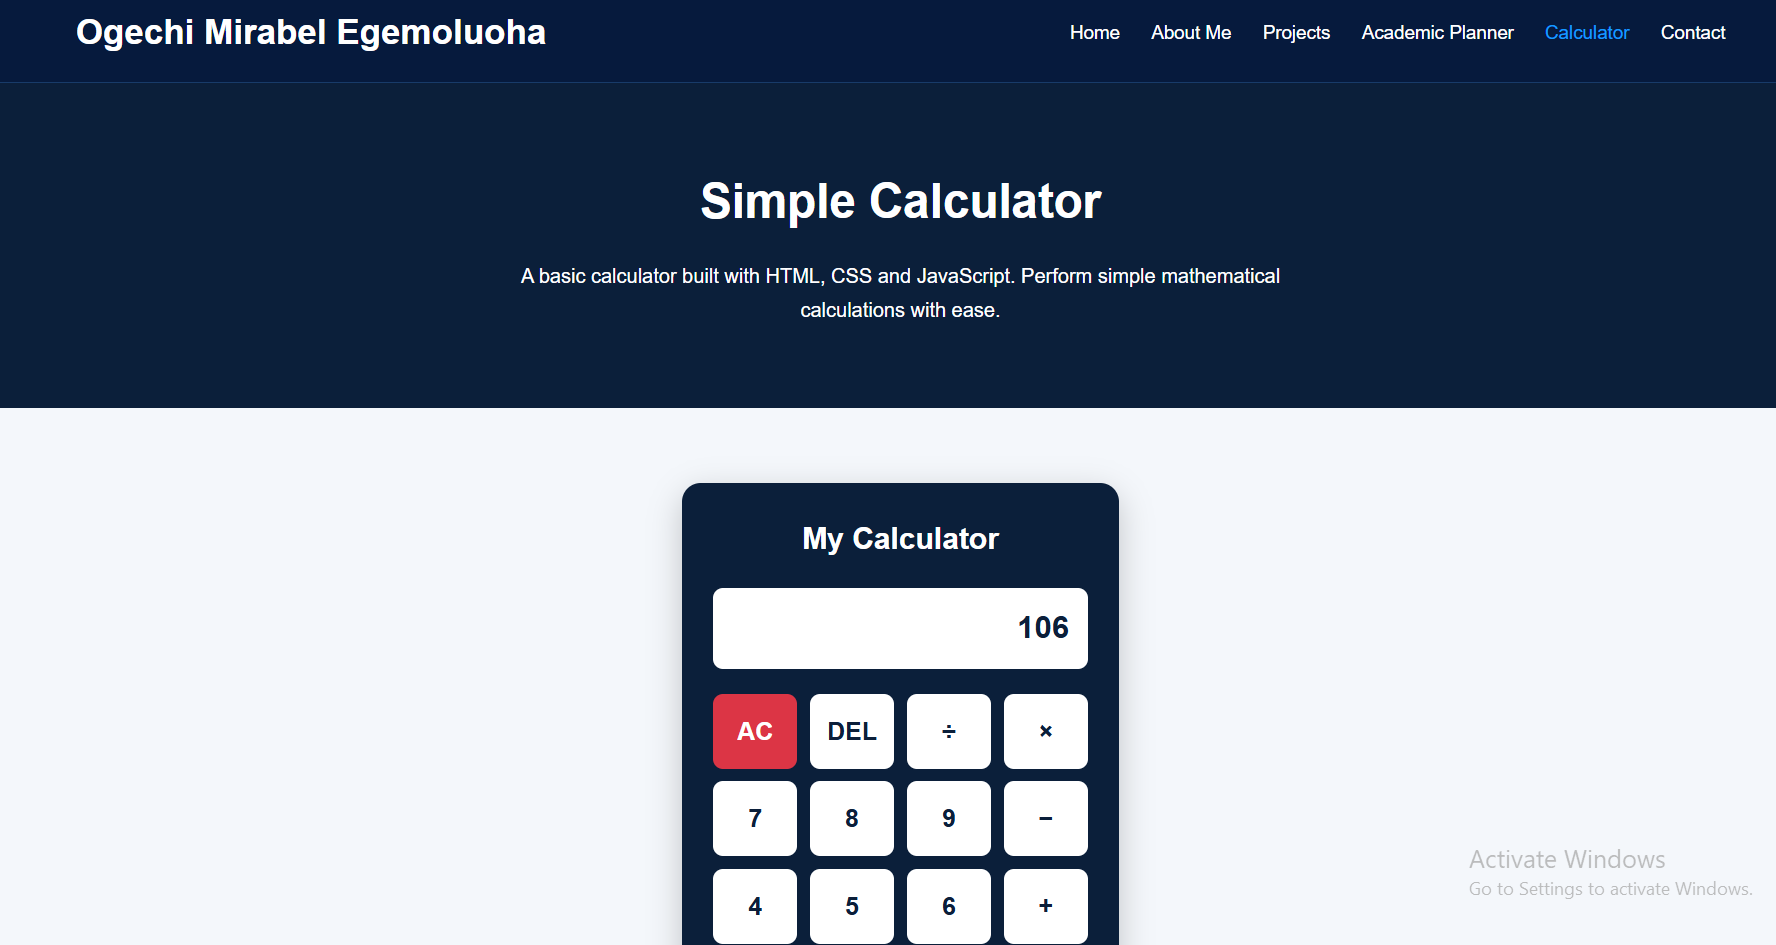 Ogechi Mirabel Egemoluoha
Home About Me Projects Academic Planner Calculator Contact
Simple Calculator
A basic calculator built with HTML, CSS and JavaScript. Perform simple mathematical
calculations with ease.
My Calculator
106
AC DEL ÷ ×
7 8 9 −
4 5 6 +
Activate Windows
Go to Settings to activate Windows.